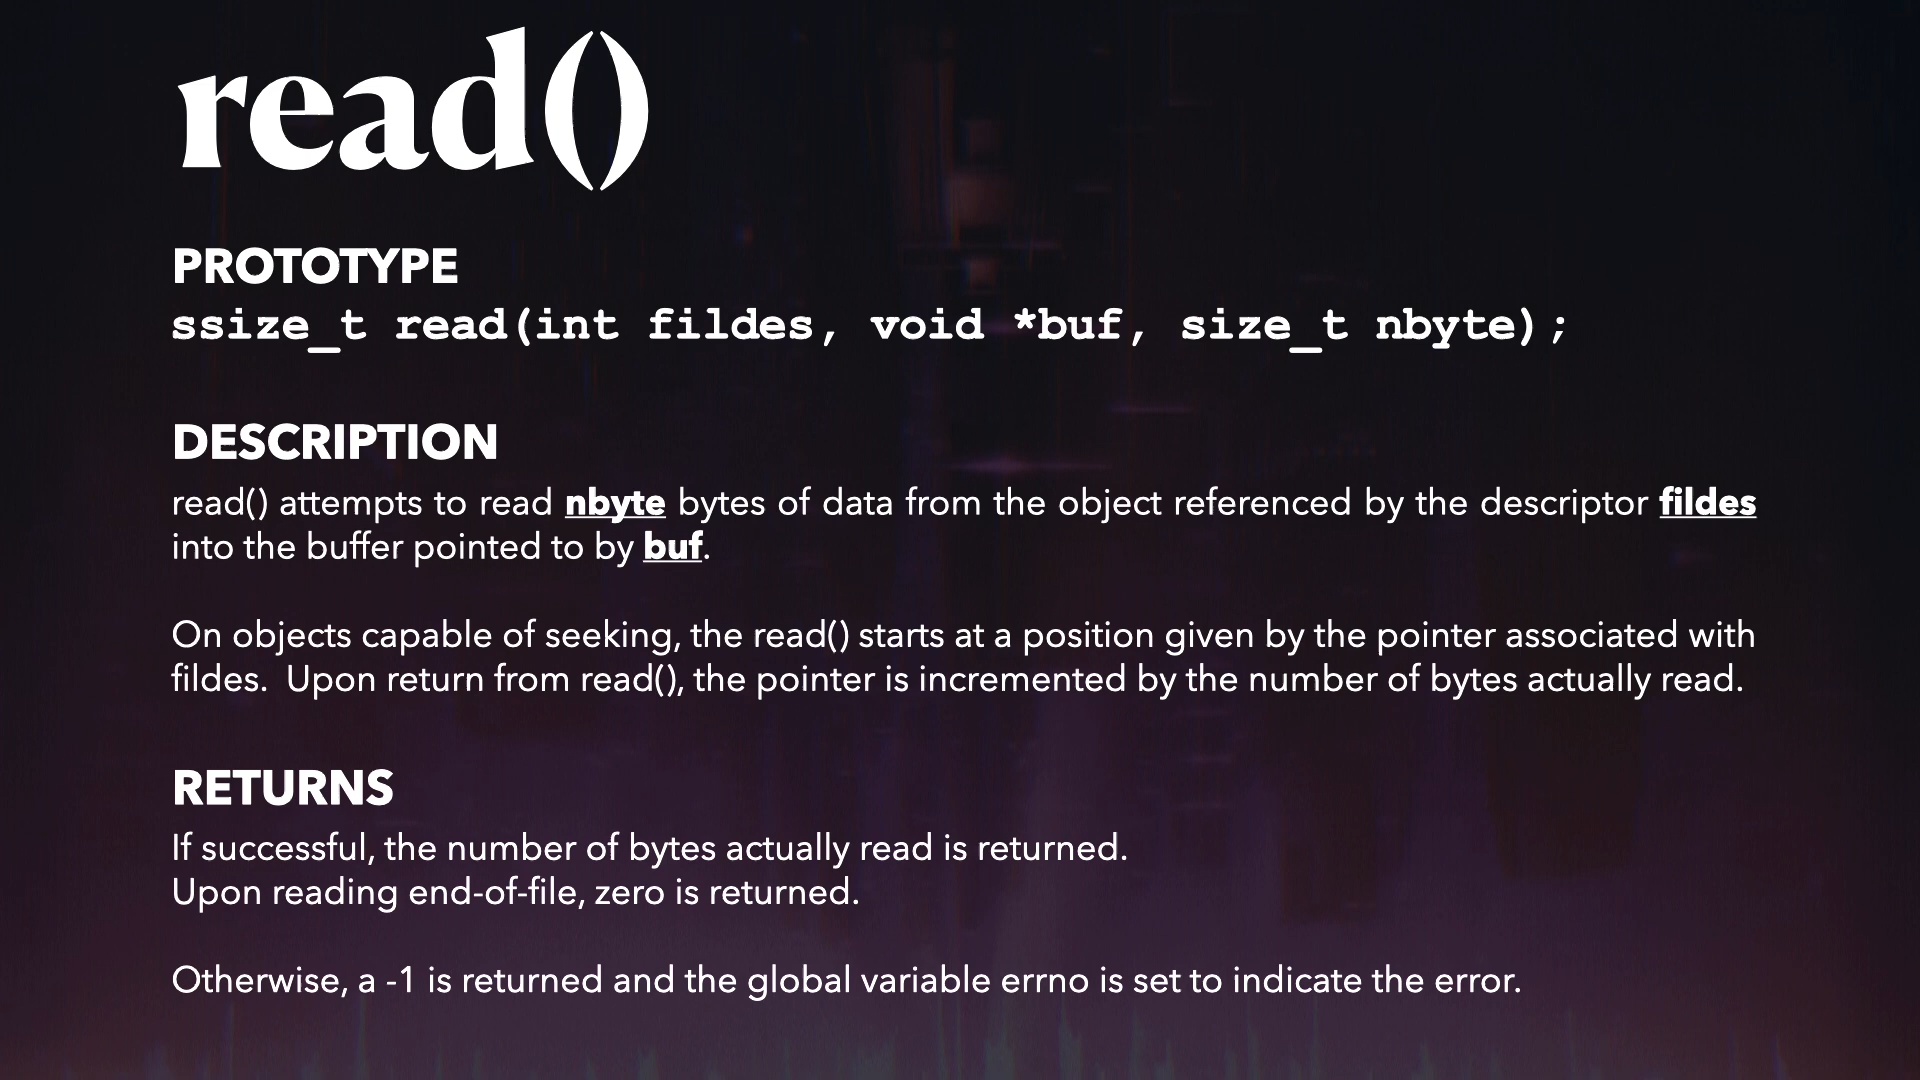 read()
PROTOTYPE
ssize_t read(int fildes, void *buf, size_t nbyte);
DESCRIPTION
read() attempts to read nbyte bytes of data from the object referenced by the descriptor fildes
into the buffer pointed to by buf.
On objects capable of seeking, the read() starts at a position given by the pointer associated with
fildes.  Upon return from read(), the pointer is incremented by the number of bytes actually read.
RETURNS
If successful, the number of bytes actually read is returned.
Upon reading end-of-file, zero is returned.
Otherwise, a -1 is returned and the global variable errno is set to indicate the error.